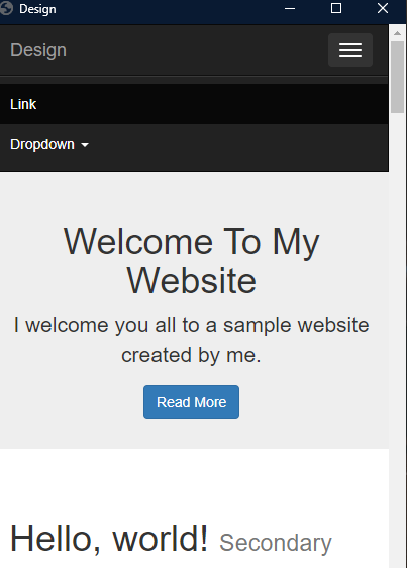 Design
Design
Link
Dropdown
Welcome To My
Website
I welcome you all to a sample website
created by me.
Read More
Hello, world! Secondary